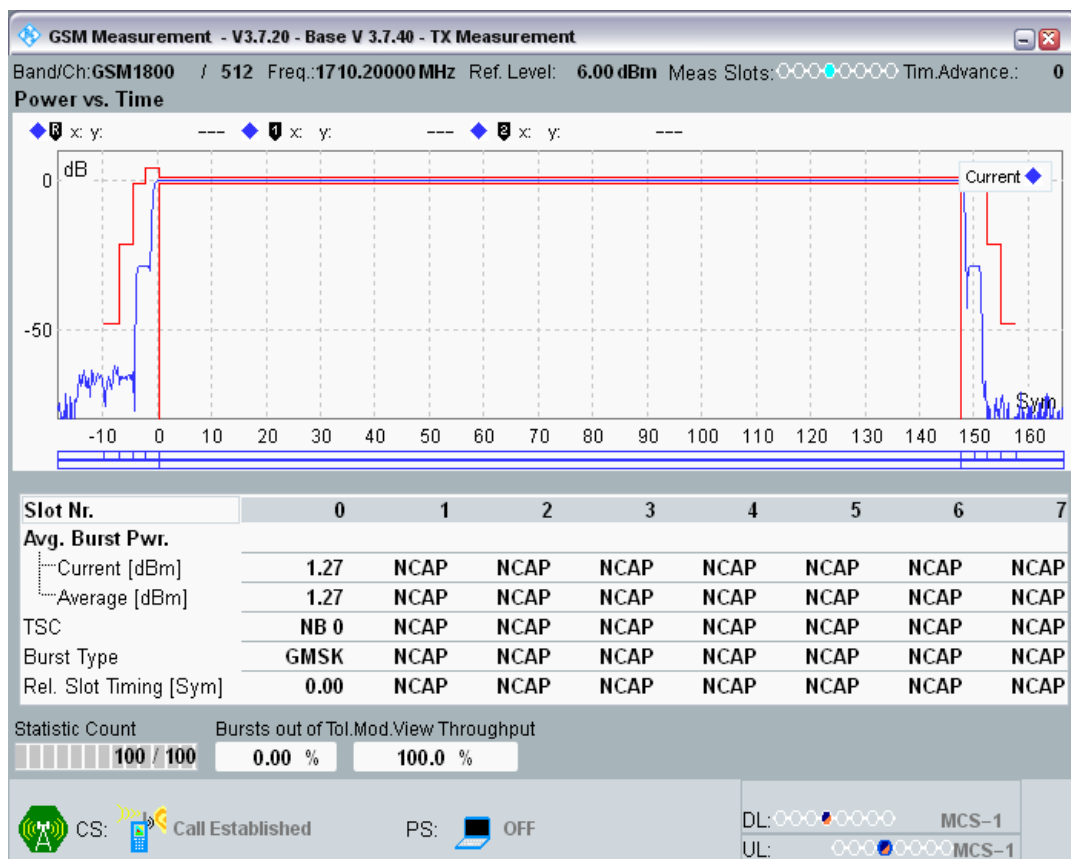 GSM Measurement - V3.7.20 - Base V 3.7.40 - TX Measurement
Band/Ch:GSM1800 / 512 Freq.:1710.20000 MHz Ref. Level: 6.00 dBm Meas Slots: Tim.Advance.: 0
Power vs. Time
R x: y: --- 1 x: y: --- 2 x: y: ---
dB
Current
0
-50
Sym
-10 0 10 20 30 40 50 60 70 80 90 100 110 120 130 140 150 160
Slot Nr. 0 1 2 3 4 5 6 7
Avg. Burst Pwr.
Current [dBm] 1.27 NCAP NCAP NCAP NCAP NCAP NCAP NCAP
Average [dBm] 1.27 NCAP NCAP NCAP NCAP NCAP NCAP NCAP
TSC NB 0 NCAP NCAP NCAP NCAP NCAP NCAP NCAP
Burst Type GMSK NCAP NCAP NCAP NCAP NCAP NCAP NCAP
Rel. Slot Timing [Sym] 0.00 NCAP NCAP NCAP NCAP NCAP NCAP NCAP
Statistic Count Bursts out of Tol. Mod.View Throughput
100 / 100 0.00 % 100.0 %
CS: Call Established PS: OFF
DL: MCS-1
UL: MCS-1